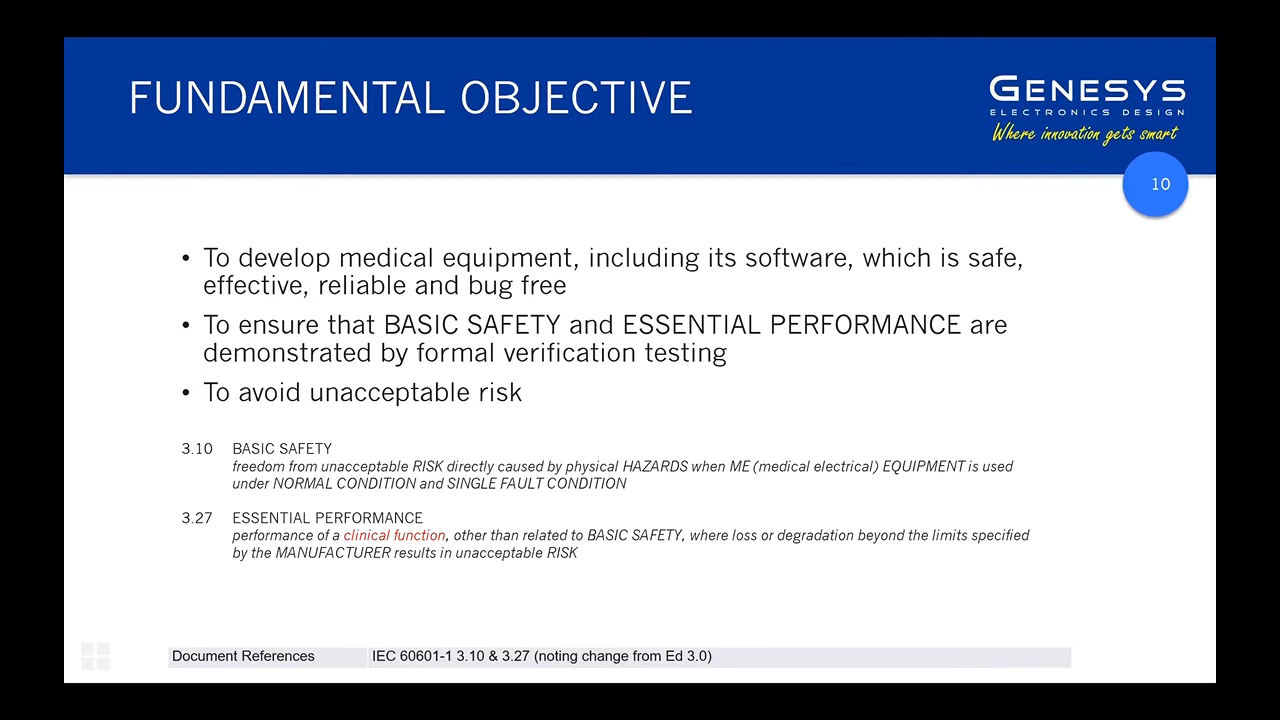 FUNDAMENTAL OBJECTIVE
GENESYS
ELECTRONICS DESIGN
Where innovation gets smart
10
• To develop medical equipment, including its software, which is safe,
effective, reliable and bug free
• To ensure that BASIC SAFETY and ESSENTIAL PERFORMANCE are
demonstrated by formal verification testing
• To avoid unacceptable risk
3.10 BASIC SAFETY
freedom from unacceptable RISK directly caused by physical HAZARDS when ME (medical electrical) EQUIPMENT is used
under NORMAL CONDITION and SINGLE FAULT CONDITION
3.27 ESSENTIAL PERFORMANCE
performance of a clinical function, other than related to BASIC SAFETY, where loss or degradation beyond the limits specified
by the MANUFACTURER results in unacceptable RISK
Document References IEC 60601-1 3.10 & 3.27 (noting change from Ed 3.0)